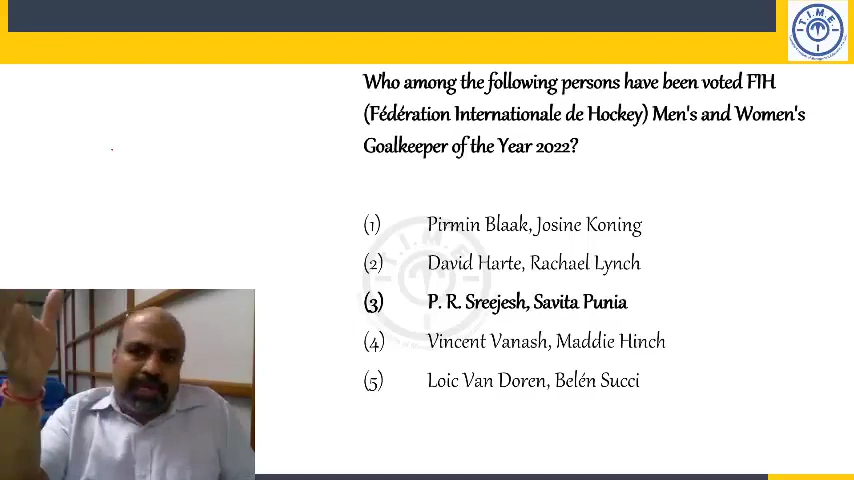 T.I.M.E.
Who among the following persons have been voted FIH
(Fédération Internationale de Hockey) Men's and Women's
Goalkeeper of the Year 2022?
(1) Pirmin Blaak, Josine Koning
(2) David Harte, Rachael Lynch
(3) P. R. Sreejesh, Savita Punia
(4) Vincent Vanash, Maddie Hinch
(5) Loic Van Doren, Belén Succi